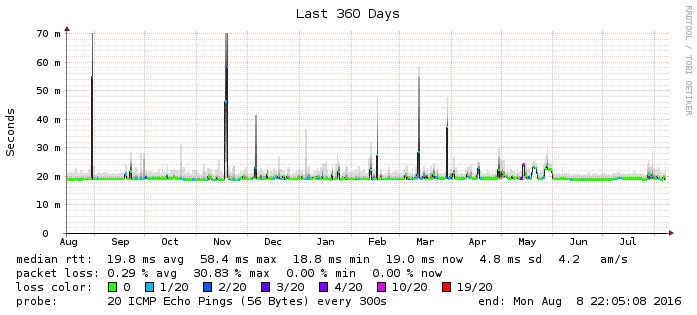 Last 360 Days
RRDTOOL / TOBI OETIKER
Seconds
70 m
60 m
50 m
40 m
30 m
20 m
10 m
0
Aug Sep Oct Nov Dec Jan Feb Mar Apr May Jun Jul
median rtt: 19.8 ms avg 58.4 ms max 18.8 ms min 19.0 ms now 4.8 ms sd 4.2 am/s
packet loss: 0.29 % avg 30.83 % max 0.00 % min 0.00 % now
loss color: 0 1/20 2/20 3/20 4/20 10/20 19/20
probe: 20 ICMP Echo Pings (56 Bytes) every 300s end: Mon Aug 8 22:05:08 2016